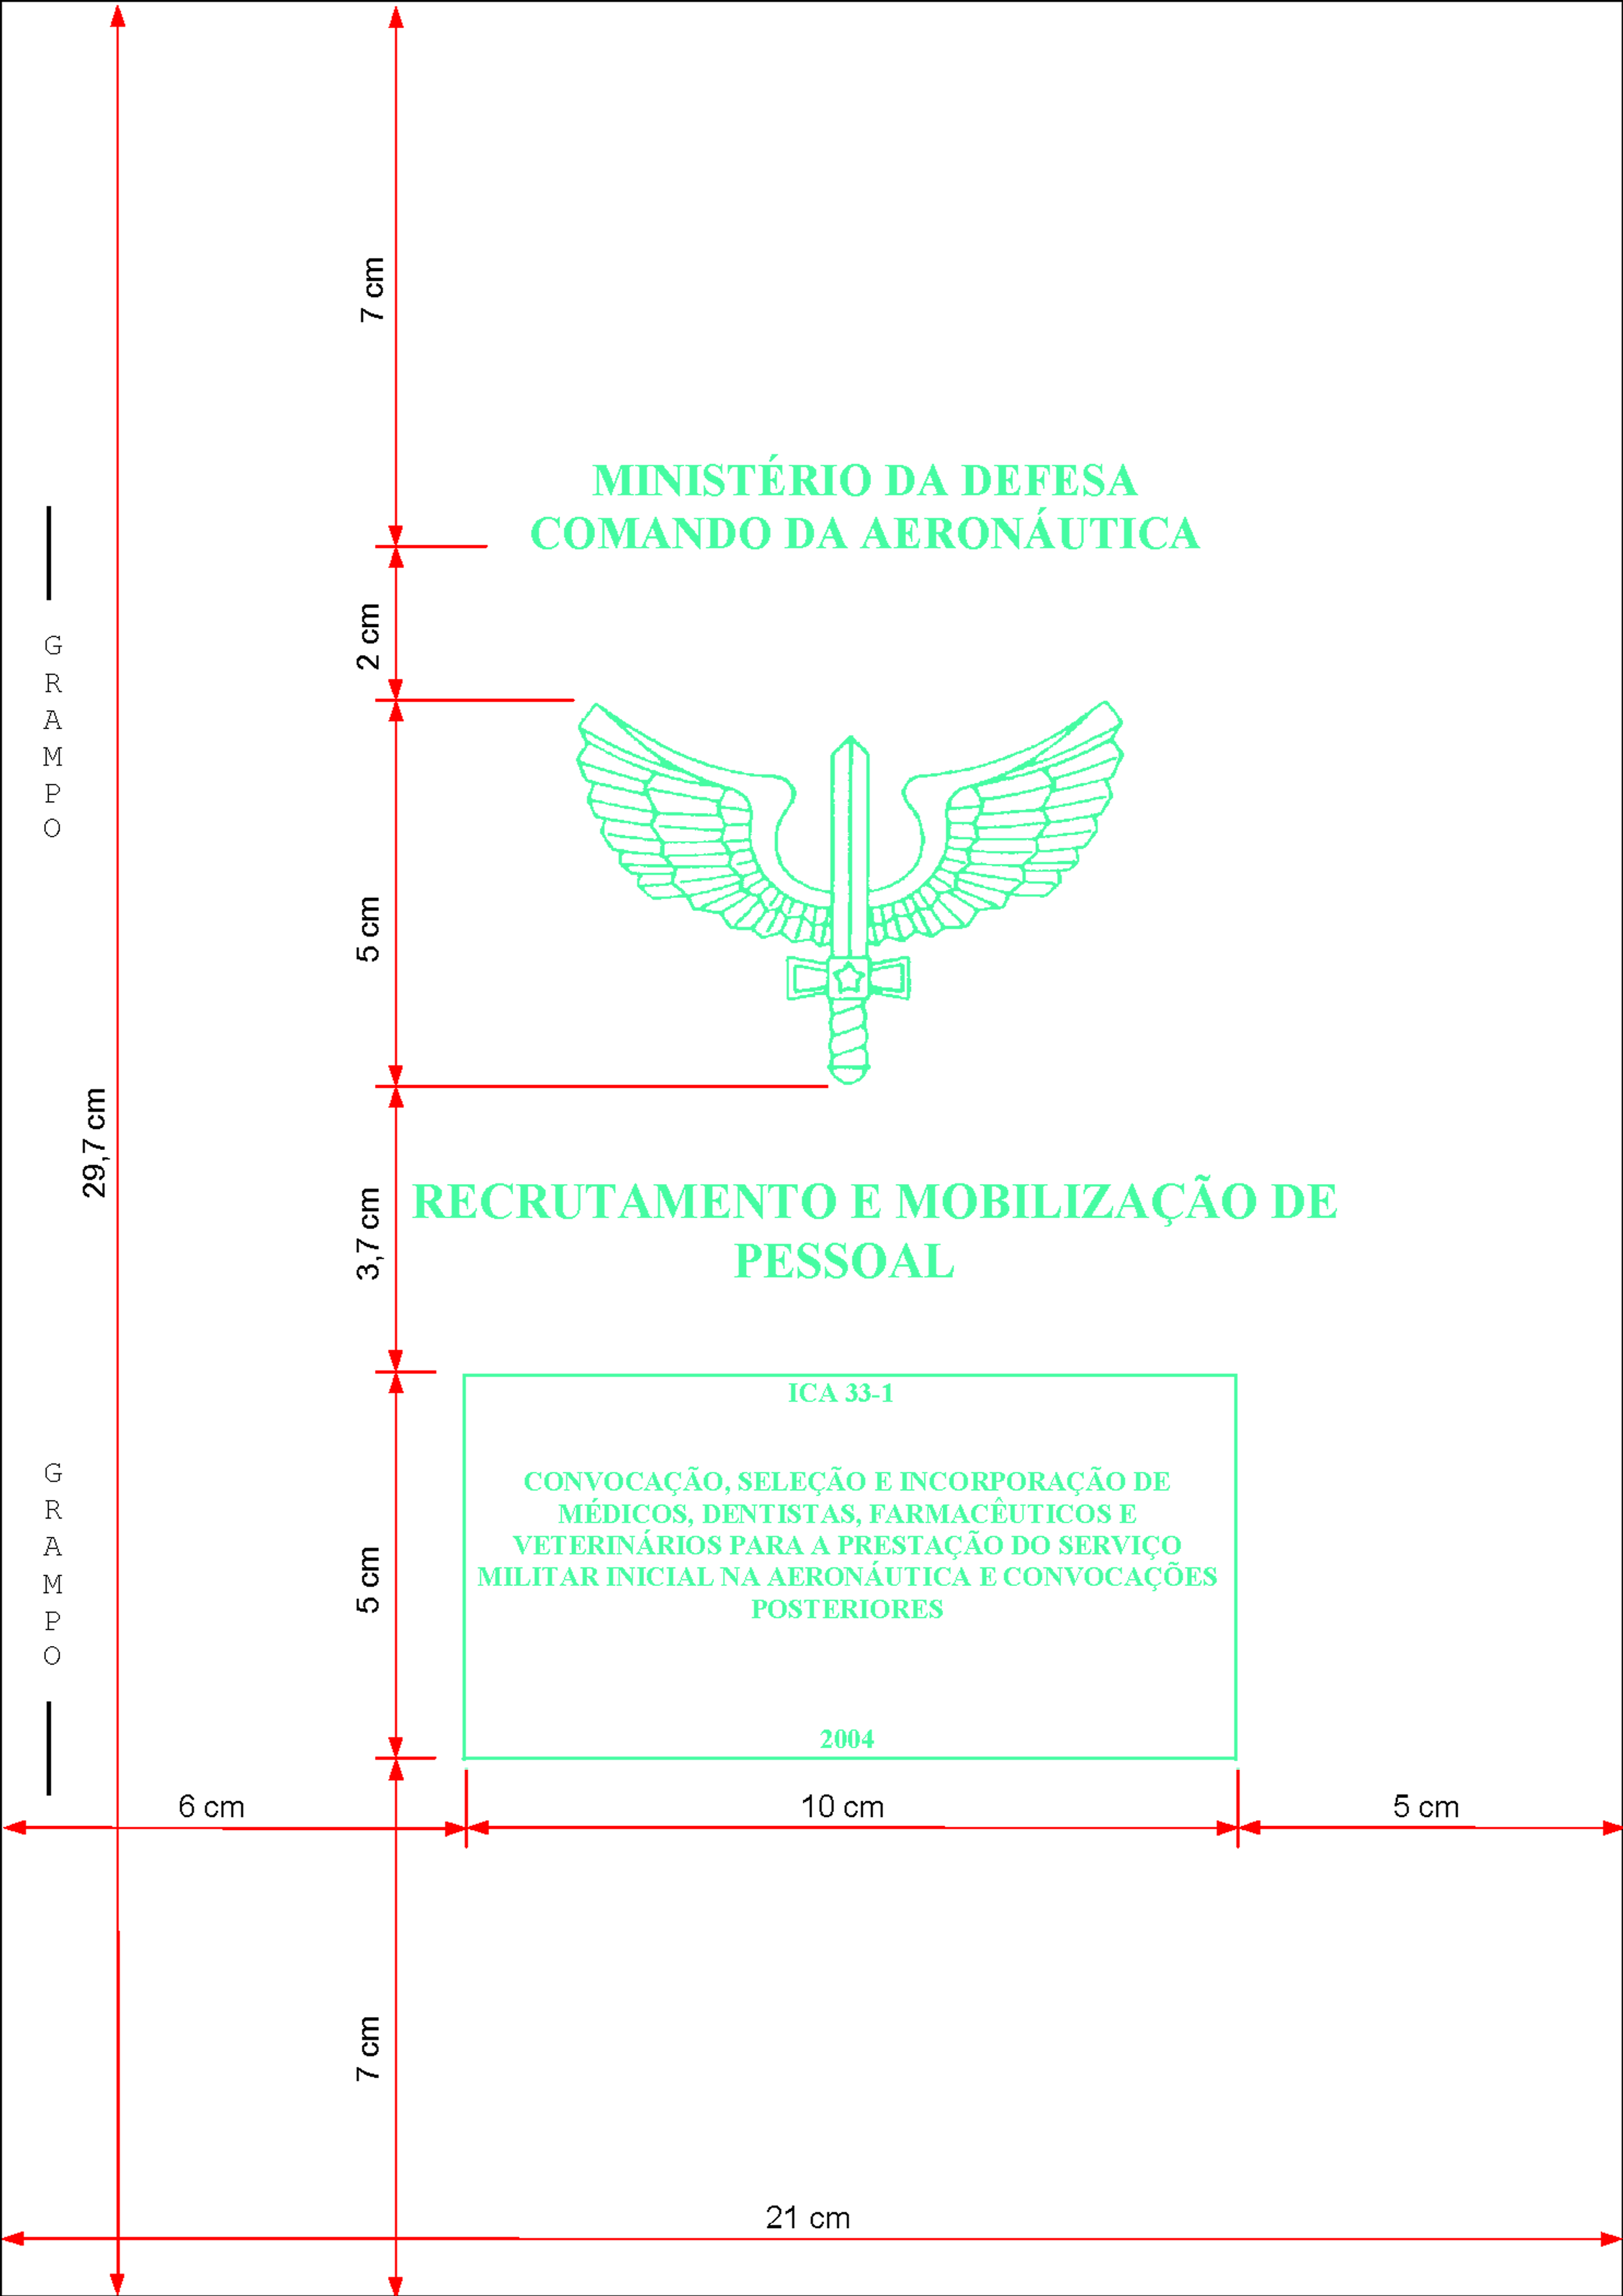 7 cm
MINISTÉRIO DA DEFESA
COMANDO DA AERONÁUTICA
2 cm
GRAMPO
5 cm
29,7 cm
3,7 cm
RECRUTAMENTO E MOBILIZAÇÃO DE
PESSOAL
ICA 33-1
CONVOCAÇÃO, SELEÇÃO E INCORPORAÇÃO DE
MÉDICOS, DENTISTAS, FARMACÊUTICOS E
VETERINÁRIOS PARA A PRESTAÇÃO DO SERVIÇO
MILITAR INICIAL NA AERONÁUTICA E CONVOCAÇÕES
POSTERIORES
2004
GRAMPO
5 cm
6 cm
10 cm
5 cm
7 cm
21 cm